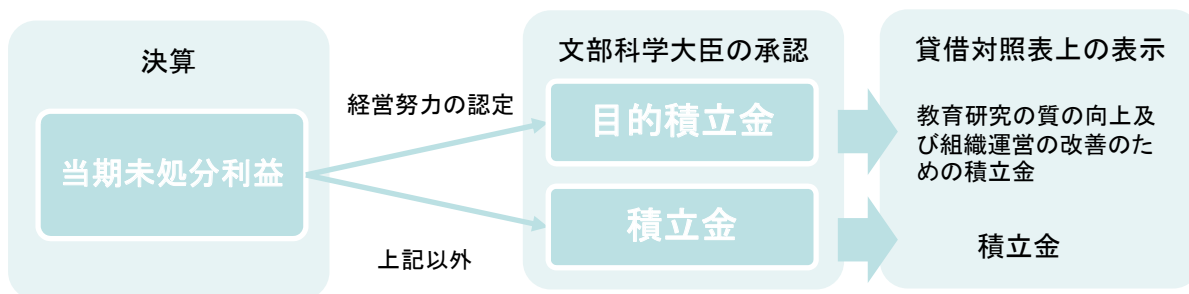 決算
当期未処分利益
経営努力の認定
上記以外
文部科学大臣の承認
目的積立金
積立金
貸借対照表上の表示
教育研究の質の向上及
び組織運営の改善のた
めの積立金
積立金